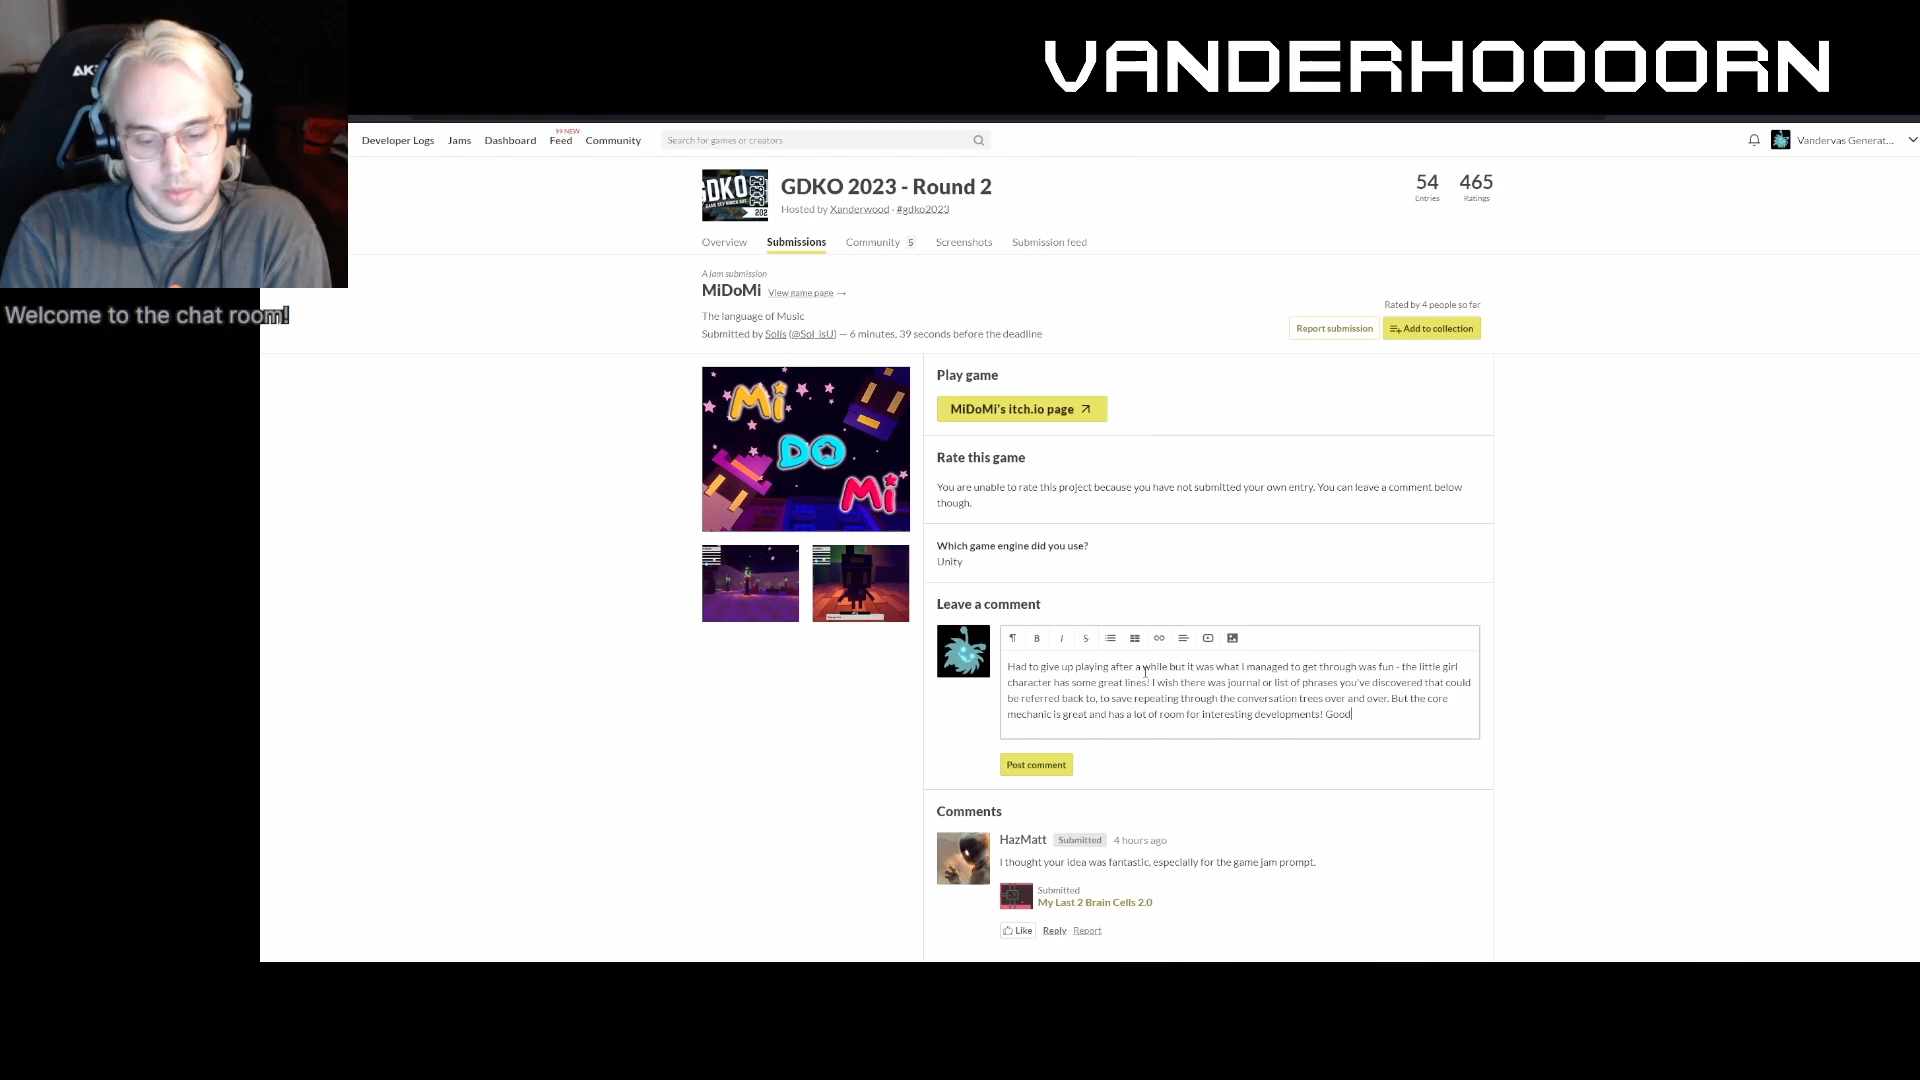 VANDERHOOOORN
Developer Logs Jams Dashboard Feed Community
99 NEW
Search for games or creators
Vandervas Generat...
GDKO 2023 - Round 2
Hosted by Xanderwood · #gdko2023
54 Entries
465 Ratings
Overview Submissions Community 5 Screenshots Submission feed
A jam submission
MiDoMi View game page →
The language of Music
Submitted by Solís (@Sol_isU) — 6 minutes, 39 seconds before the deadline
Rated by 4 people so far
Report submission Add to collection
Welcome to the chat room!
Mi
DO
Mi
Play game
MiDoMi's itch.io page
Rate this game
You are unable to rate this project because you have not submitted your own entry. You can leave a comment below
though.
Which game engine did you use?
Unity
Leave a comment
Had to give up playing after a while but it was what I managed to get through was fun - the little girl
character has some great lines! I wish there was journal or list of phrases you've discovered that could
be referred back to, to save repeating through the conversation trees over and over. But the core
mechanic is great and has a lot of room for interesting developments! Good
Post comment
Comments
HazMatt Submitted 4 hours ago
I thought your idea was fantastic, especially for the game jam prompt.
Submitted
My Last 2 Brain Cells 2.0
Like Reply Report